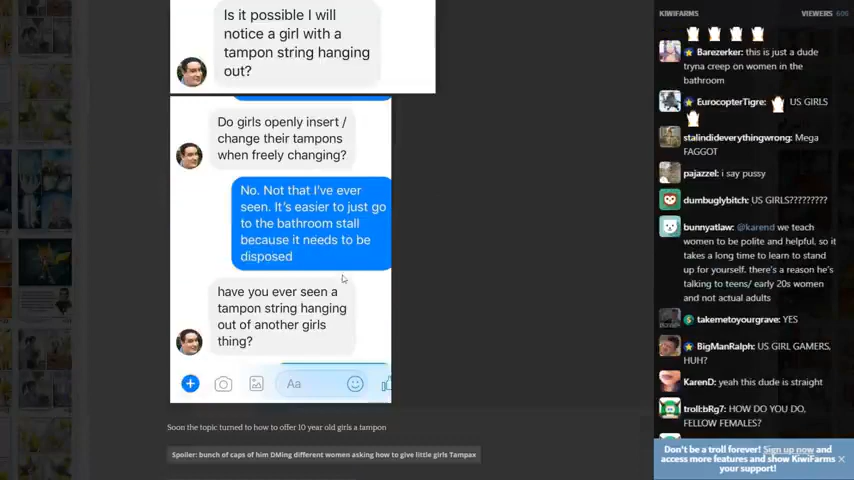 Is it possible I will
notice a girl with a
tampon string hanging
out?
Do girls openly insert /
change their tampons
when freely changing?
No. Not that I've ever
seen. It's easier to just go
to the bathroom stall
because it needs to be
disposed
have you ever seen a
tampon string hanging
out of another girls
thing?
Aa
Soon the topic turned to how to offer 10 year old girls a tampon
Spoiler: bunch of caps of him DMing different women asking how to give little girls Tampax
KIWIFARMS
VIEWERS 606
Barezerker: this is just a dude
tryna creep on women in the
bathroom
EurocopterTigre: US GIRLS
stalindideverythingwrong: Mega
FAGGOT
pajazzel: i say pussy
dumbuglybitch: US GIRLS?????????
bunnyatlaw: @karend we teach
women to be polite and helpful, so it
takes a long time to learn to stand
up for yourself. there's a reason he's
talking to teens/ early 20s women
and not actual adults
takemetoyourgrave: YES
BigManRalph: US GIRL GAMERS,
HUH?
KarenD: yeah this dude is straight
troll:bRg7: HOW DO YOU DO,
FELLOW FEMALES?
Don't be a troll forever! Sign up now and
access more features and show KiwiFarms
your support!